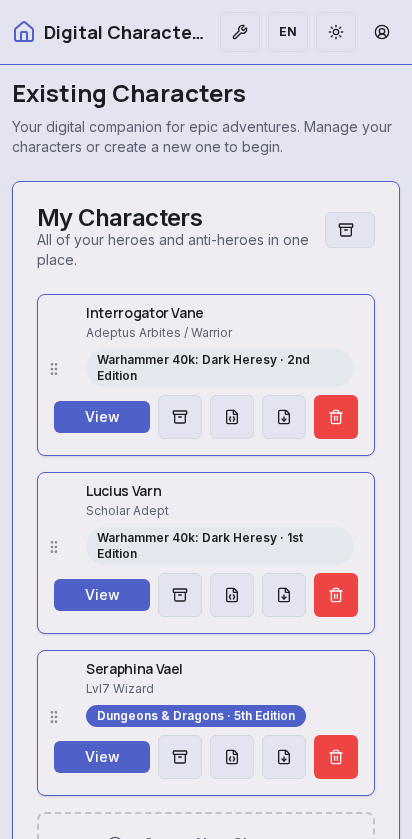 Digital Characte...
EN
Existing Characters
Your digital companion for epic adventures. Manage your
characters or create a new one to begin.
My Characters
All of your heroes and anti-heroes in one
place.
Interrogator Vane
Adeptus Arbites / Warrior
Warhammer 40k: Dark Heresy · 2nd
Edition
View
Lucius Varn
Scholar Adept
Warhammer 40k: Dark Heresy · 1st
Edition
View
Seraphina Vael
Lvl7 Wizard
Dungeons & Dragons · 5th Edition
View